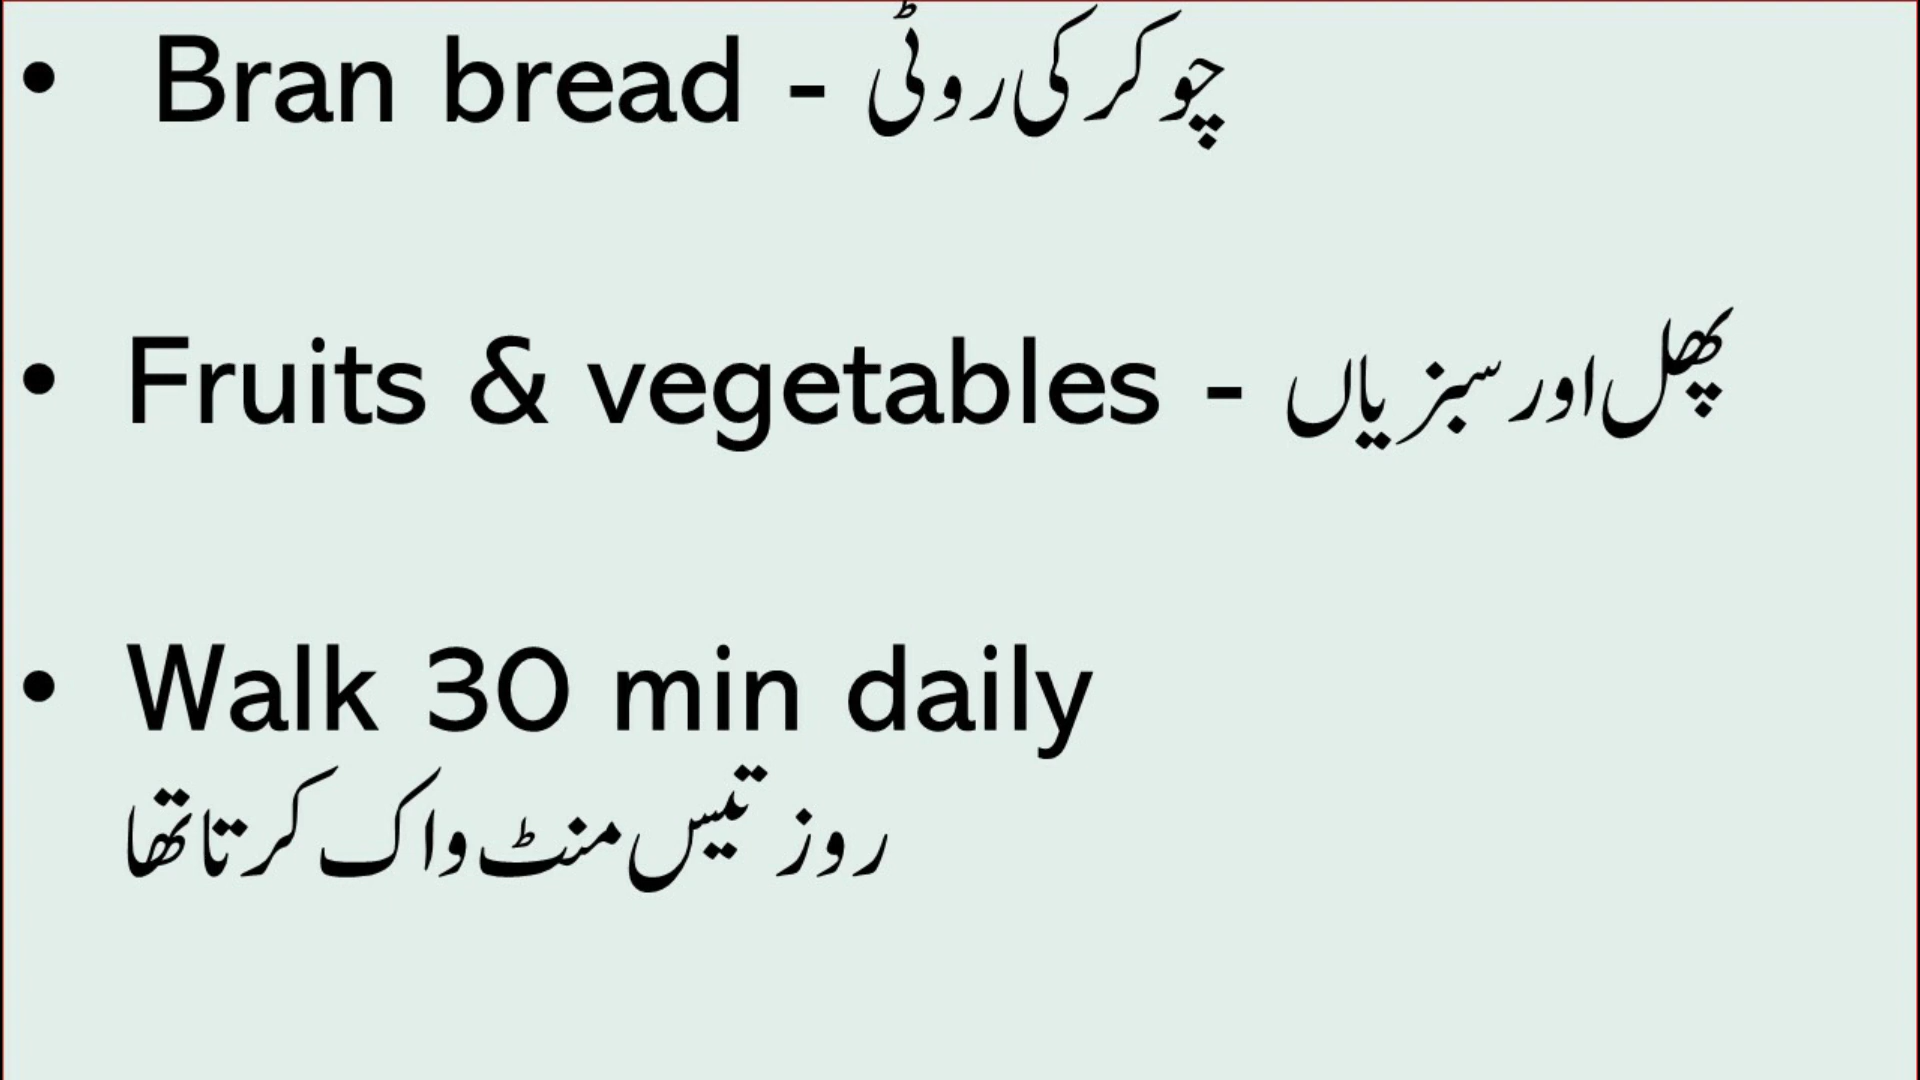 • Bran bread - چوکر کی روٹی
• Fruits & vegetables - پھل اور سبزیاں
• Walk 30 min daily
روز تیس منٹ واک کرتا تھا